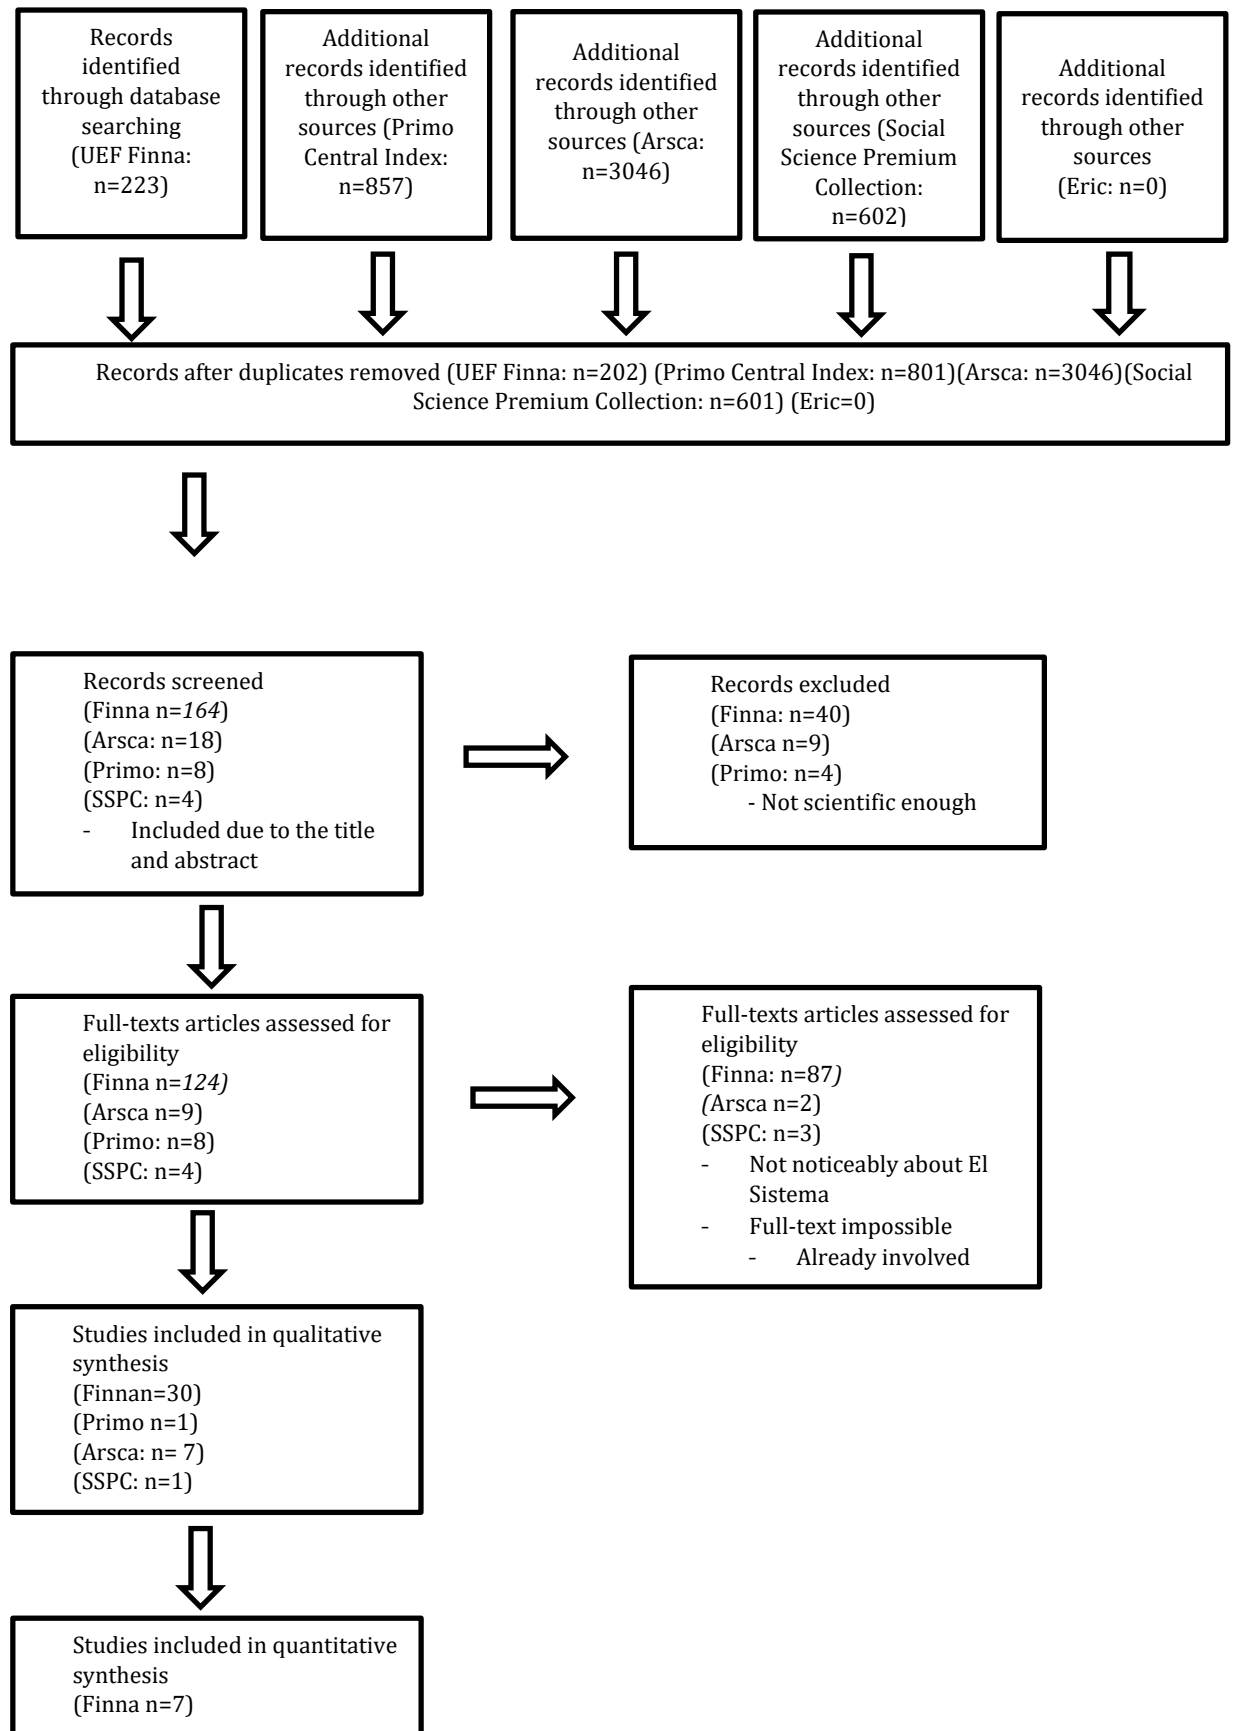 Records
identified
through database
searching
(UEF Finna:
n=223)
Additional
records identified
through other
sources (Primo
Central Index:
n=857)
Additional
records identified
through other
sources (Arsca:
n=3046)
Additional
records identified
through other
sources (Social
Science Premium
Collection:
n=602)
Additional
records identified
through other
sources
(Eric: n=0)
Records after duplicates removed (UEF Finna: n=202) (Primo Central Index: n=801)(Arsca: n=3046)(Social
Science Premium Collection: n=601) (Eric=0)
Records screened
(Finna n=164)
(Arsca: n=18)
(Primo: n=8)
(SSPC: n=4)
- Included due to the title
and abstract
Records excluded
(Finna: n=40)
(Arsca n=9)
(Primo: n=4)
- Not scientific enough
Full-texts articles assessed for
eligibility
(Finna n=124)
(Arsca n=9)
(Primo: n=8)
(SSPC: n=4)
Full-texts articles assessed for
eligibility
(Finna: n=87)
(Arsca n=2)
(SSPC: n=3)
- Not noticeably about El
Sistema
- Full-text impossible
- Already involved
Studies included in qualitative
synthesis
(Finnan=30)
(Primo n=1)
(Arsca: n= 7)
(SSPC: n=1)
Studies included in quantitative
synthesis
(Finna n=7)